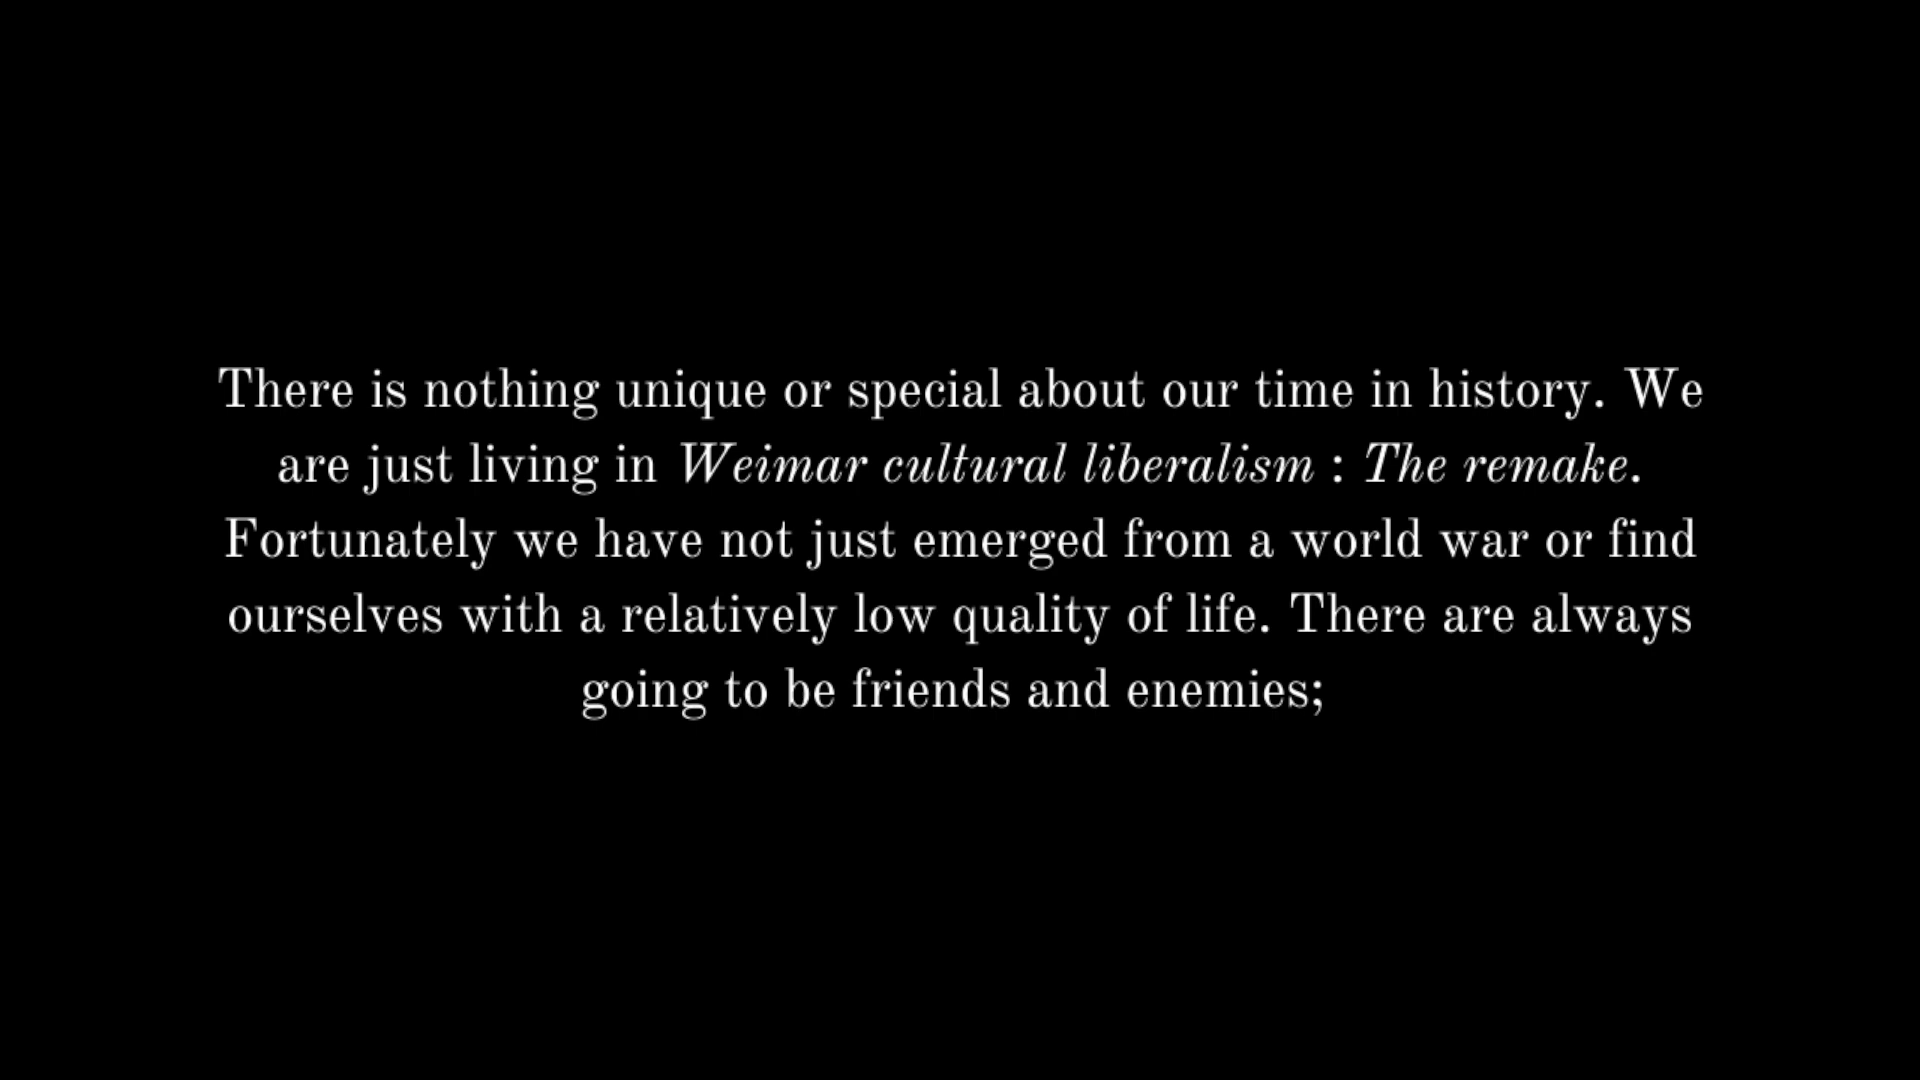 There is nothing unique or special about our time in history. We
are just living in Weimar cultural liberalism : The remake.
Fortunately we have not just emerged from a world war or find
ourselves with a relatively low quality of life. There are always
going to be friends and enemies;